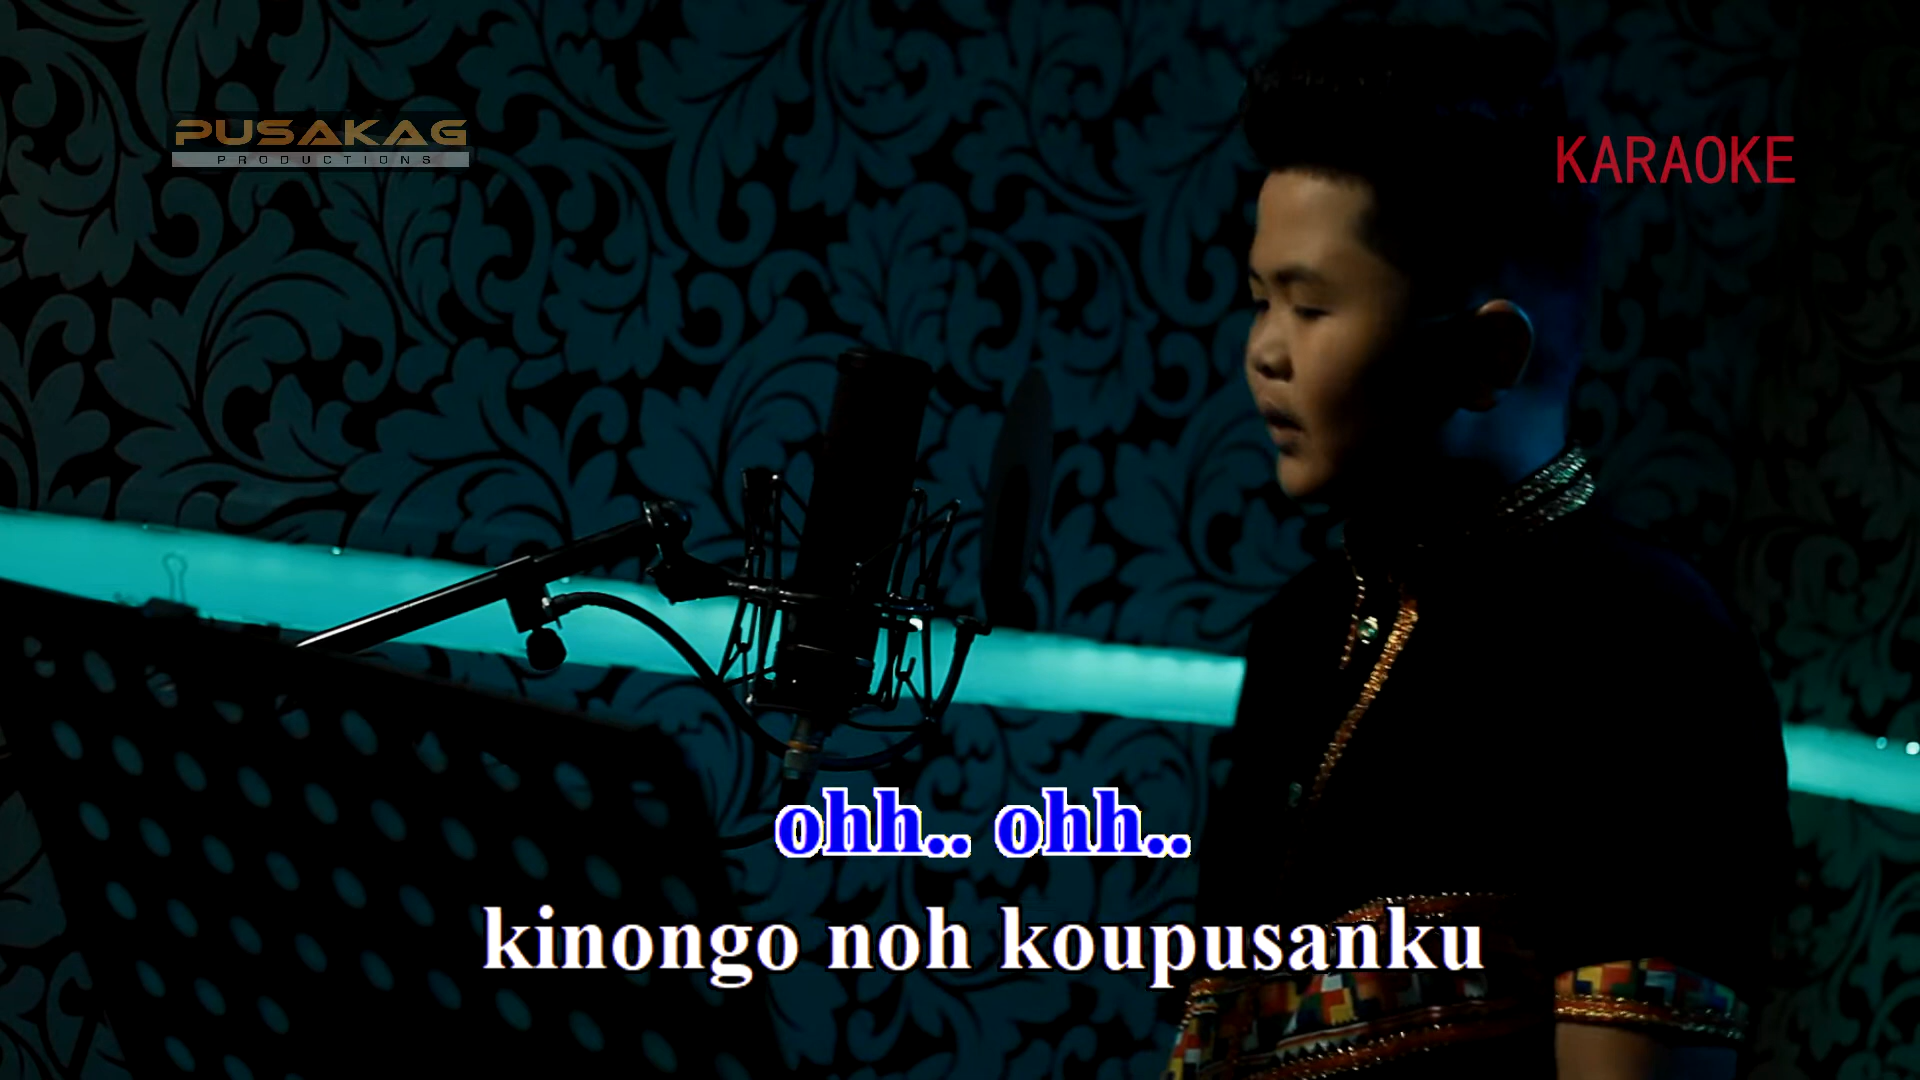 PUSAKAG
PRODUCTIONS
KARAOKE
ohh.. ohh..
kinongo noh koupusanku